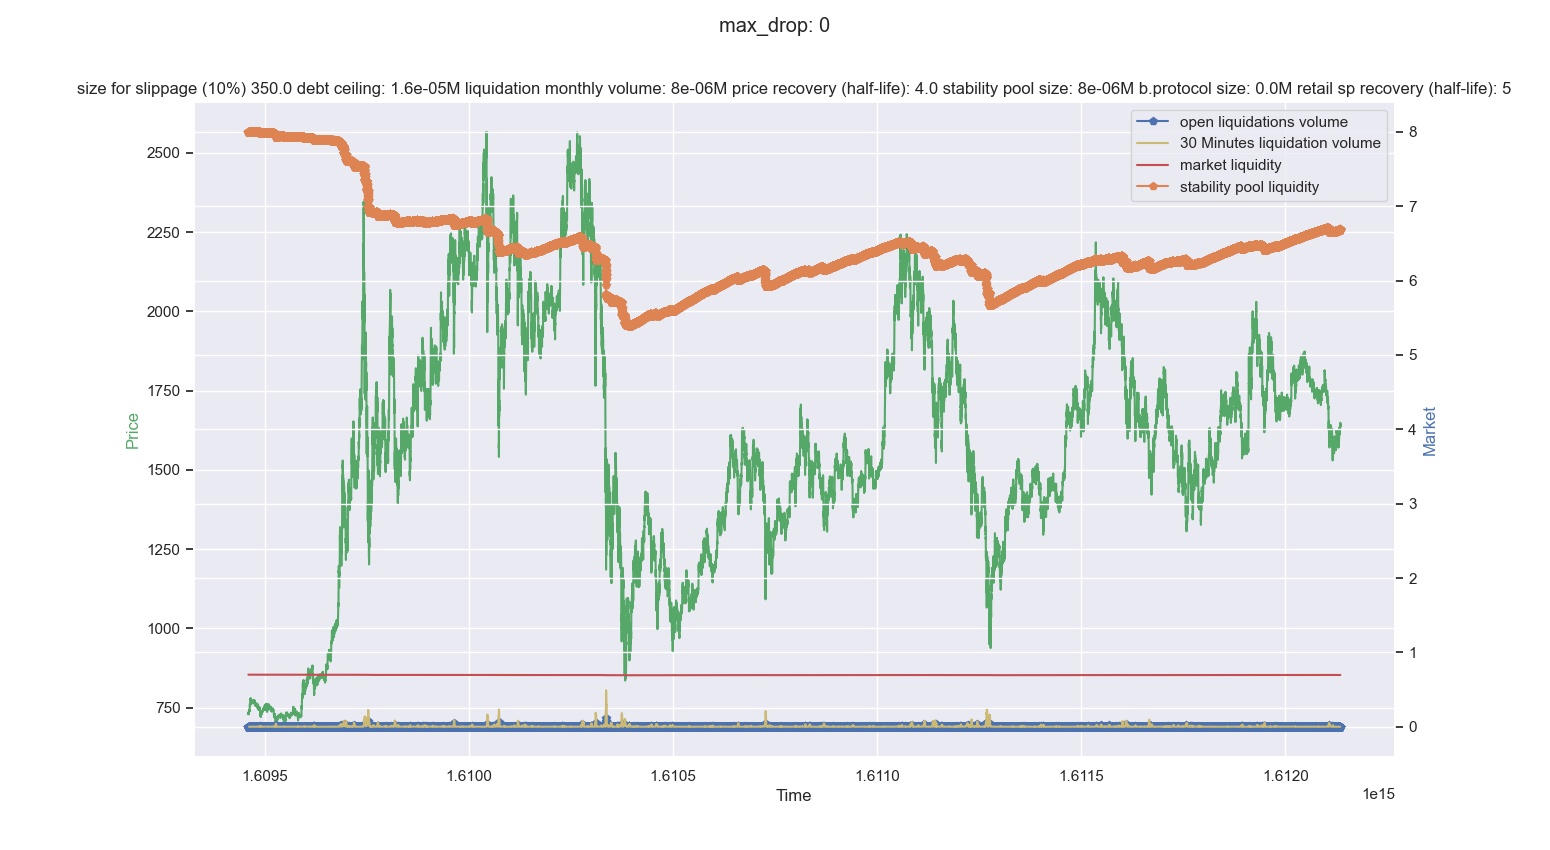 max_drop: 0
size for slippage (10%) 350.0 debt ceiling: 1.6e-05M liquidation monthly volume: 8e-06M price recovery (half-life): 4.0 stability pool size: 8e-06M b.protocol size: 0.0M retail sp recovery (half-life): 5
open liquidations volume
30 Minutes liquidation volume
market liquidity
stability pool liquidity
2500
2250
2000
1750
1500
1250
1000
750
Price
8
7
6
5
4
3
2
1
0
Market
1.6095
1.6100
1.6105
1.6110
1.6115
1.6120
Time
1e15